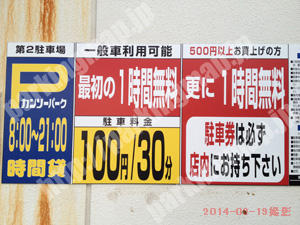 第2駐車場
P
カンソーパーク
8:00~21:00
時間貸
一般車利用可能
最初の1時間無料
駐車料金
100円/30分
500円以上お買上げの方
更に1時間無料
駐車券は必ず
店内にお持ち下さい
2014-03-13撮影